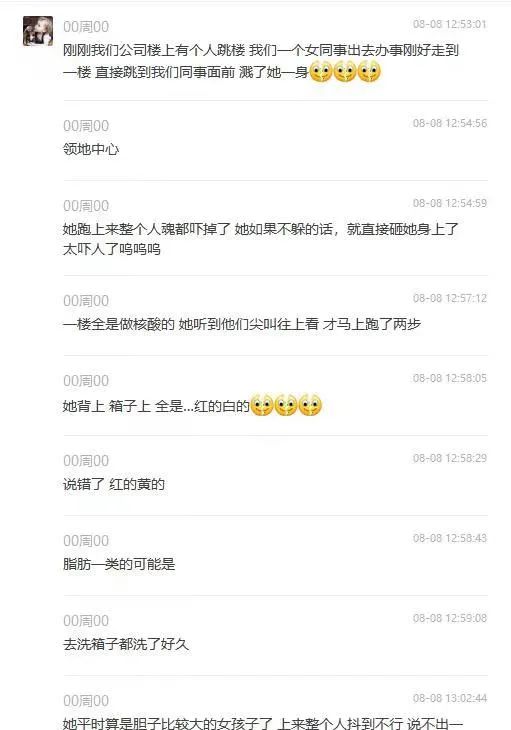 00周00
08-08 12:53:01
刚刚我们公司楼上有个人跳楼 我们一个女同事出去办事刚好走到
一楼 直接跳到我们同事面前 溅了她一身
00周00
08-08 12:54:56
领地中心
00周00
08-08 12:54:59
她跑上来整个人魂都吓掉了 她如果不躲的话，就直接砸她身上了
太吓人了呜呜呜
00周00
08-08 12:57:12
一楼全是做核酸的 她听到他们尖叫往上看 才马上跑了两步
00周00
08-08 12:58:05
她背上 箱子上 全是...红的白的
00周00
08-08 12:58:29
说错了 红的黄的
00周00
08-08 12:58:43
脂肪一类的可能是
00周00
08-08 12:59:08
去洗箱子都洗了好久
00周00
08-08 13:02:44
她平时算是胆子比较大的女孩子了 上来整个人抖到不行 说不出一